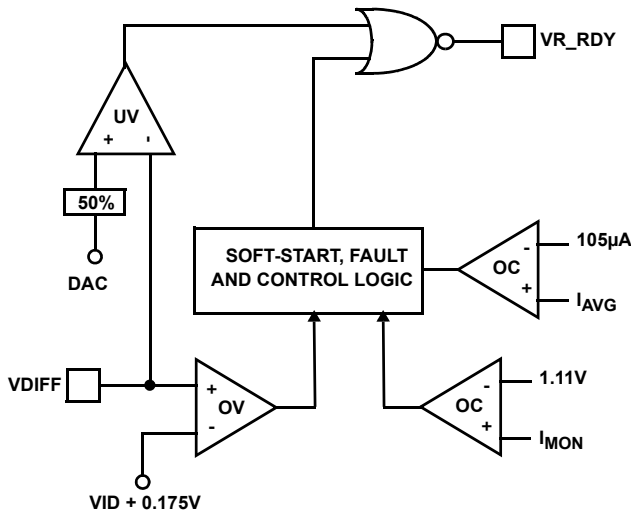 VR_RDY
UV
+ -
50%
DAC
SOFT-START, FAULT
AND CONTROL LOGIC
- 105µA
OC
+ IAVG
VDIFF
+
OV
-
VID + 0.175V
- 1.11V
OC
+ IMON